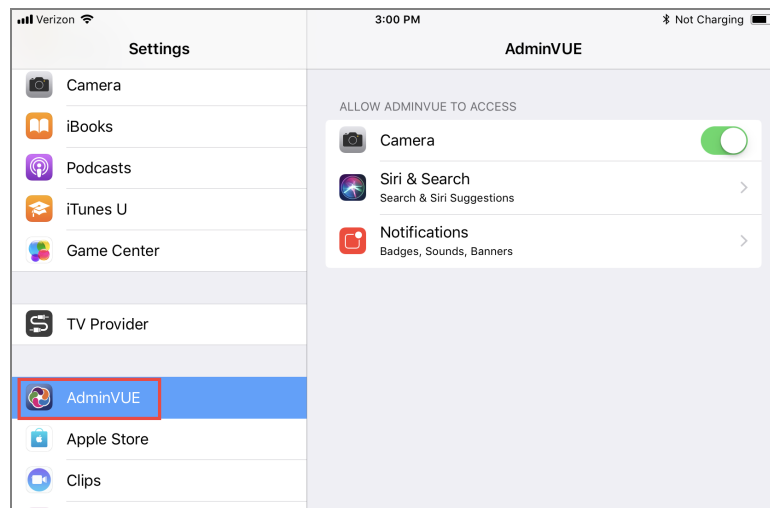 Verizon
3:00 PM
Not Charging
Settings
AdminVUE
Camera
iBooks
Podcasts
iTunes U
Game Center
TV Provider
AdminVUE
Apple Store
Clips
ALLOW ADMINVUE TO ACCESS
Camera
Siri & Search
Search & Siri Suggestions
Notifications
Badges, Sounds, Banners